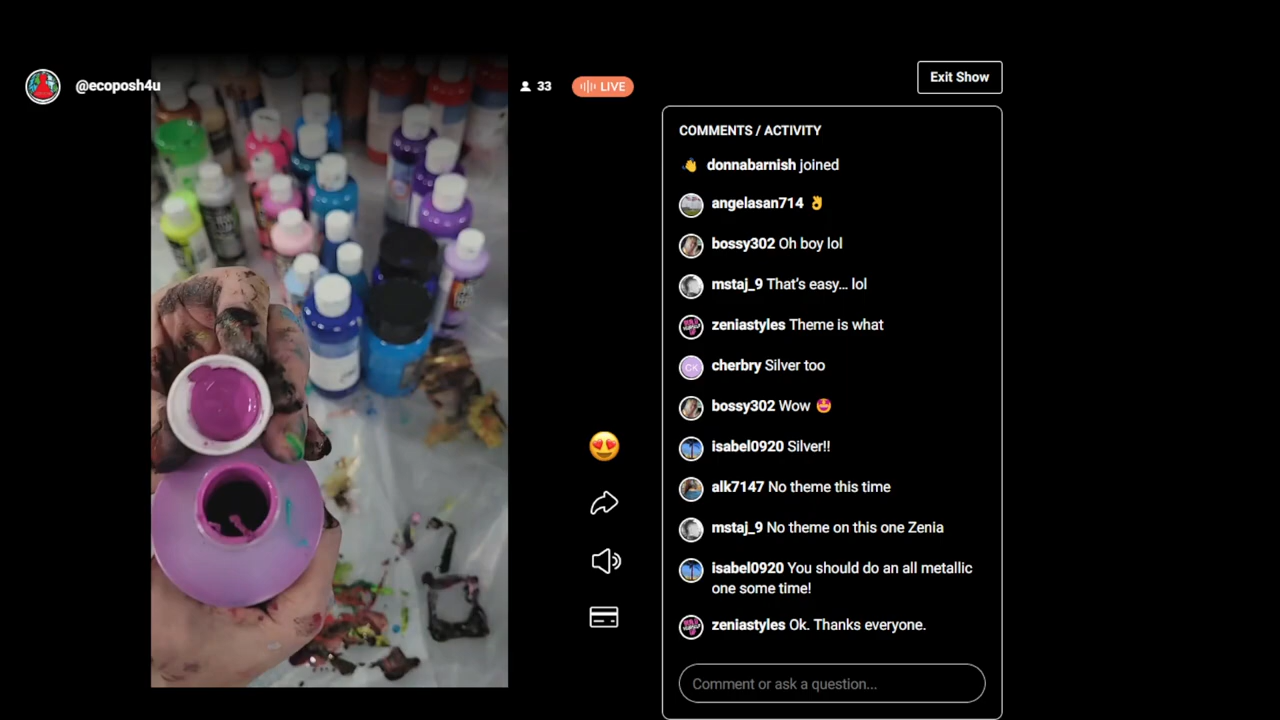 @ecoposh4u
33
LIVE
Exit Show
COMMENTS / ACTIVITY
donnabarnish joined
angelasan714 👌
bossy302 Oh boy lol
mstaj_9 That's easy... lol
zeniastyles Theme is what
CK
cherbry Silver too
bossy302 Wow 🤩
isabel0920 Silver!!
alk7147 No theme this time
mstaj_9 No theme on this one Zenia
isabel0920 You should do an all metallic
one some time!
zeniastyles Ok. Thanks everyone.
Comment or ask a question...